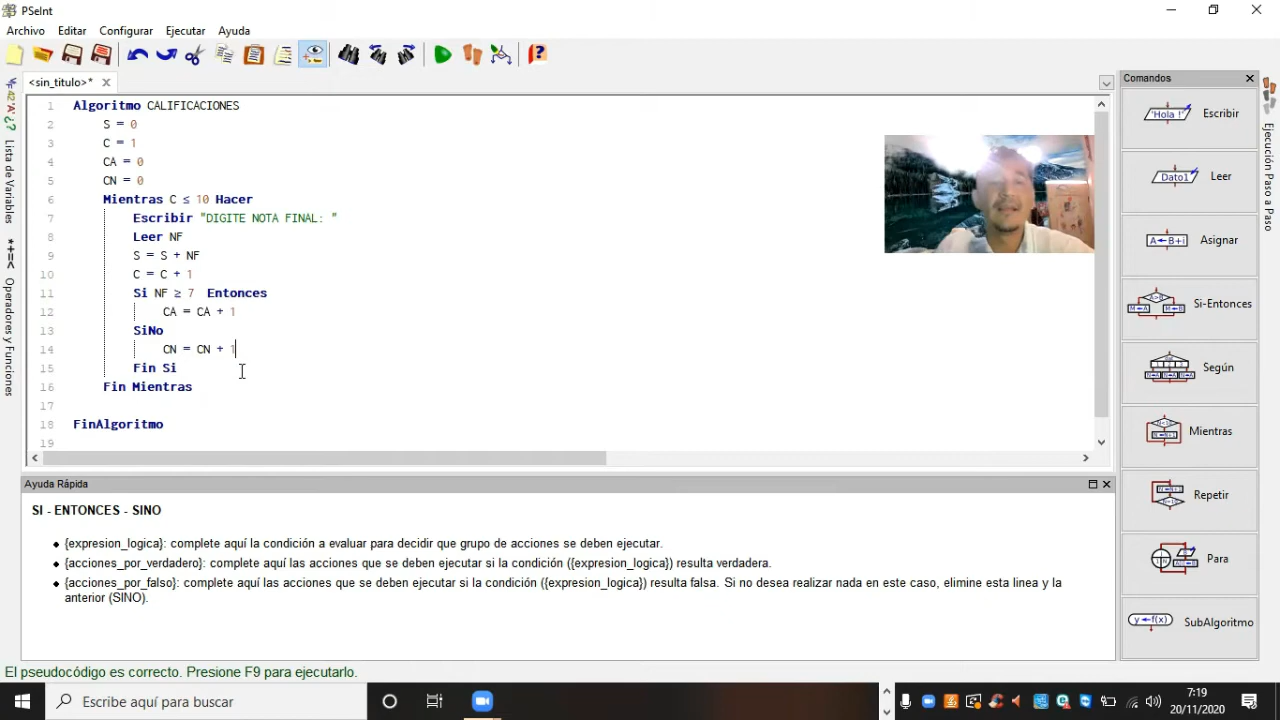 PSeInt
Archivo Editar Configurar Ejecutar Ayuda
<sin_titulo>*
Comandos
1 Algoritmo CALIFICACIONES
2 S = 0
3 C = 1
4 CA = 0
5 CN = 0
6 Mientras C ≤ 10 Hacer
7 Escribir "DIGITE NOTA FINAL: "
8 Leer NF
9 S = S + NF
10 C = C + 1
11 Si NF ≥ 7 Entonces
12 CA = CA + 1
13 SiNo
14 CN = CN + 1
15 Fin Si
16 Fin Mientras
17
18 FinAlgoritmo
19
Lista de Variables
Operadores y Funciones
*+=<
'Hola !' Escribir
Dato1 Leer
A←B+i Asignar
A>B Si-Entonces
Según
Mientras
Repetir
Para
y←f(x) SubAlgoritmo
Ejecución Paso a Paso
Ayuda Rápida
SI - ENTONCES - SINO
{expresion_logica}: complete aquí la condición a evaluar para decidir que grupo de acciones se deben ejecutar.
{acciones_por_verdadero}: complete aquí las acciones que se deben ejecutar si la condición ({expresion_logica}) resulta verdadera.
{acciones_por_falso}: complete aquí las acciones que se deben ejecutar si la condición ({expresion_logica}) resulta falsa. Si no desea realizar nada en este caso, elimine esta linea y la
anterior (SINO).
El pseudocódigo es correcto. Presione F9 para ejecutarlo.
Escribe aquí para buscar
7:19
20/11/2020